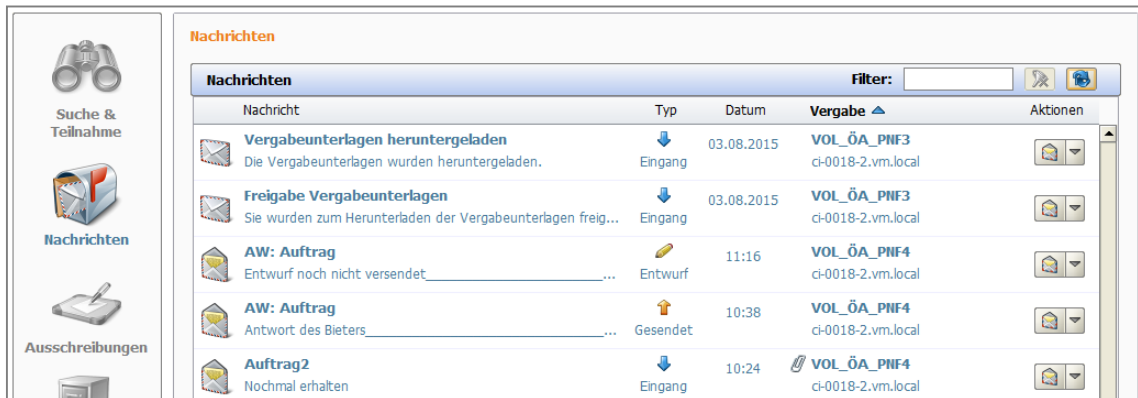 Nachrichten
Suche &
Teilnahme
Nachrichten
Ausschreibungen
Nachrichten Filter:
Nachricht Typ Datum Vergabe Aktionen
Vergabeunterlagen heruntergeladen 03.08.2015 VOL_ÖA_PNF3
Die Vergabeunterlagen wurden heruntergeladen. Eingang ci-0018-2.vm.local
Freigabe Vergabeunterlagen 03.08.2015 VOL_ÖA_PNF3
Sie wurden zum Herunterladen der Vergabeunterlagen freig... Eingang ci-0018-2.vm.local
AW: Auftrag 11:16 VOL_ÖA_PNF4
Entwurf noch nicht versendet_________________________... Entwurf ci-0018-2.vm.local
AW: Auftrag 10:38 VOL_ÖA_PNF4
Antwort des Bieters__________________________________... Gesendet ci-0018-2.vm.local
Auftrag2 10:24 VOL_ÖA_PNF4
Nochmal erhalten Eingang ci-0018-2.vm.local